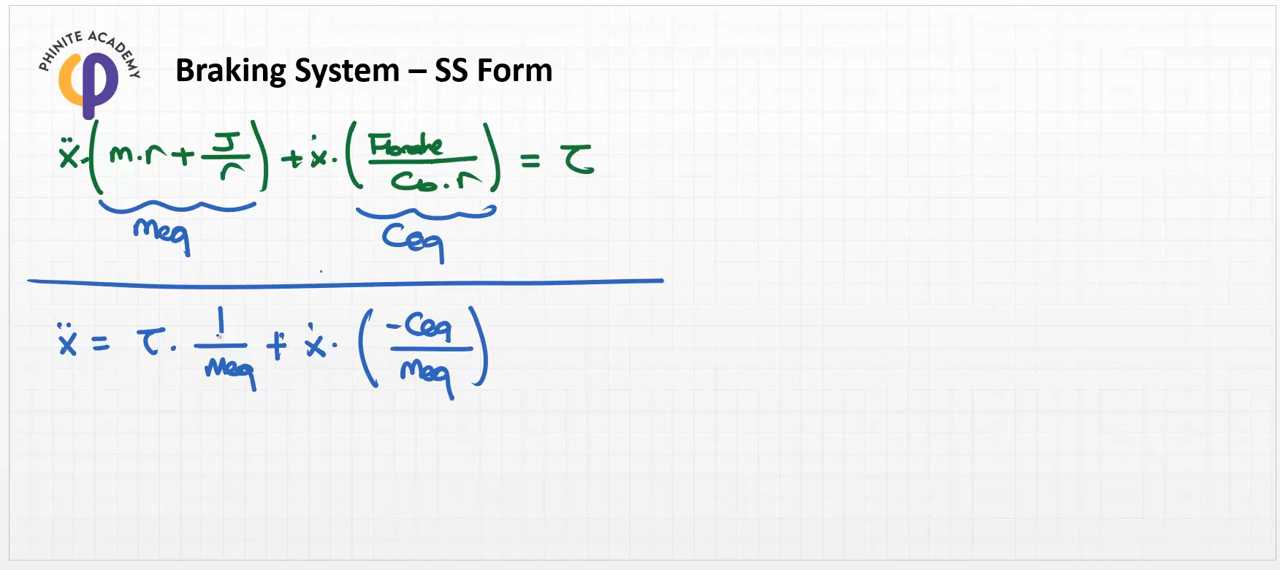 PHINITE ACADEMY
Braking System – SS Form
ẍ·(m.r + J/r) + ẋ·(Fbrake/Cb.r) = τ
Meq Ceq
ẍ = τ· 1/Meq + ẋ·(-Ceq/Meq)